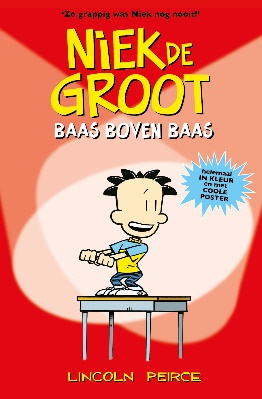 'Zo grappig was Niek nog nooit!'
NIEK DE
GROOT
BAAS BOVEN BAAS
helemaal
IN KLEUR
en met
COOLE
POSTER
LINCOLN PEIRCE